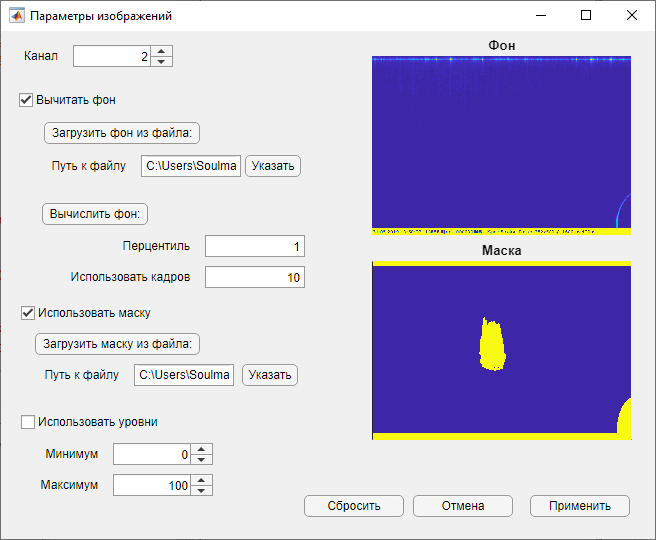 Параметры изображений
Канал 2
Фон
Вычитать фон
Загрузить фон из файла:
Путь к файлу C:\Users\Soulma Указать
Вычислить фон:
Перцентиль 1
Использовать кадров 10
Маска
Использовать маску
Загрузить маску из файла:
Путь к файлу C:\Users\Soulma Указать
Использовать уровни
Минимум 0
Максимум 100
Сбросить Отмена Применить